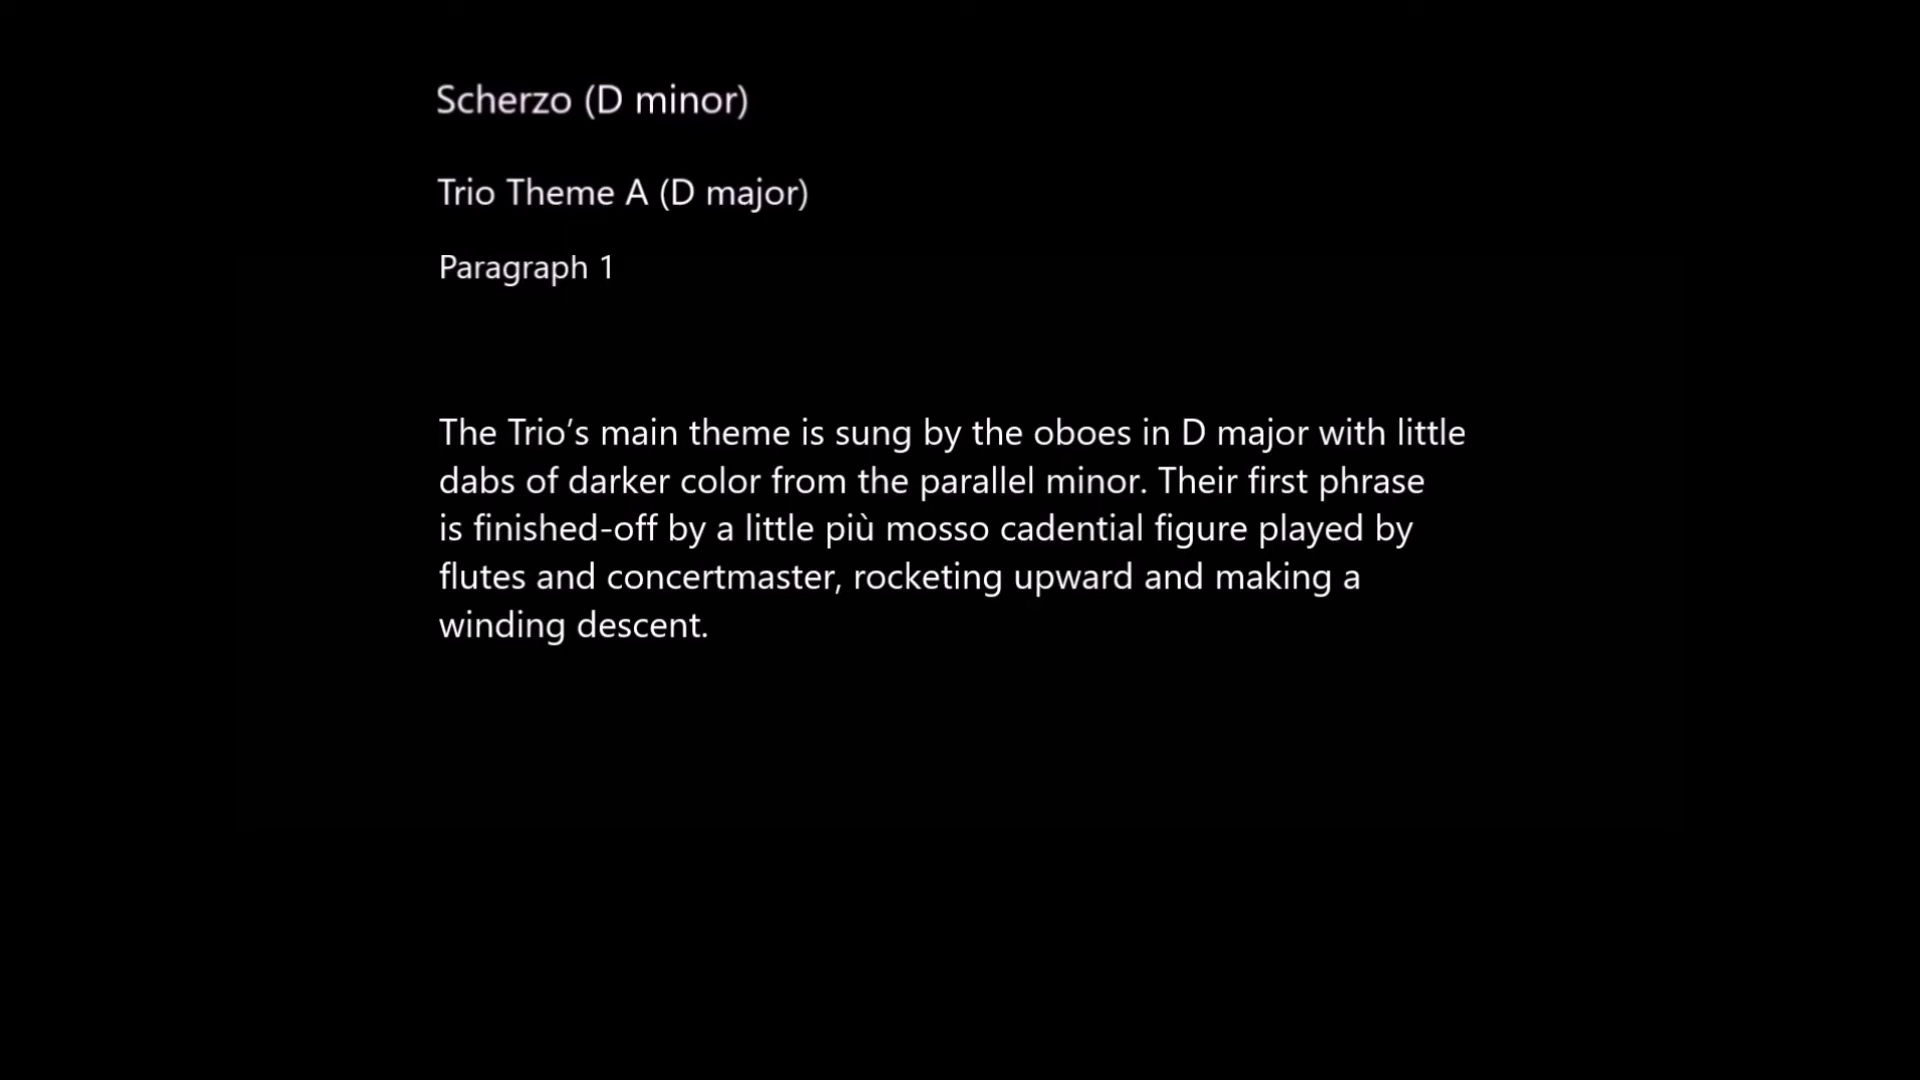 Scherzo (D minor)
Trio Theme A (D major)
Paragraph 1
The Trio’s main theme is sung by the oboes in D major with little
dabs of darker color from the parallel minor. Their first phrase
is finished-off by a little più mosso cadential figure played by
flutes and concertmaster, rocketing upward and making a
winding descent.